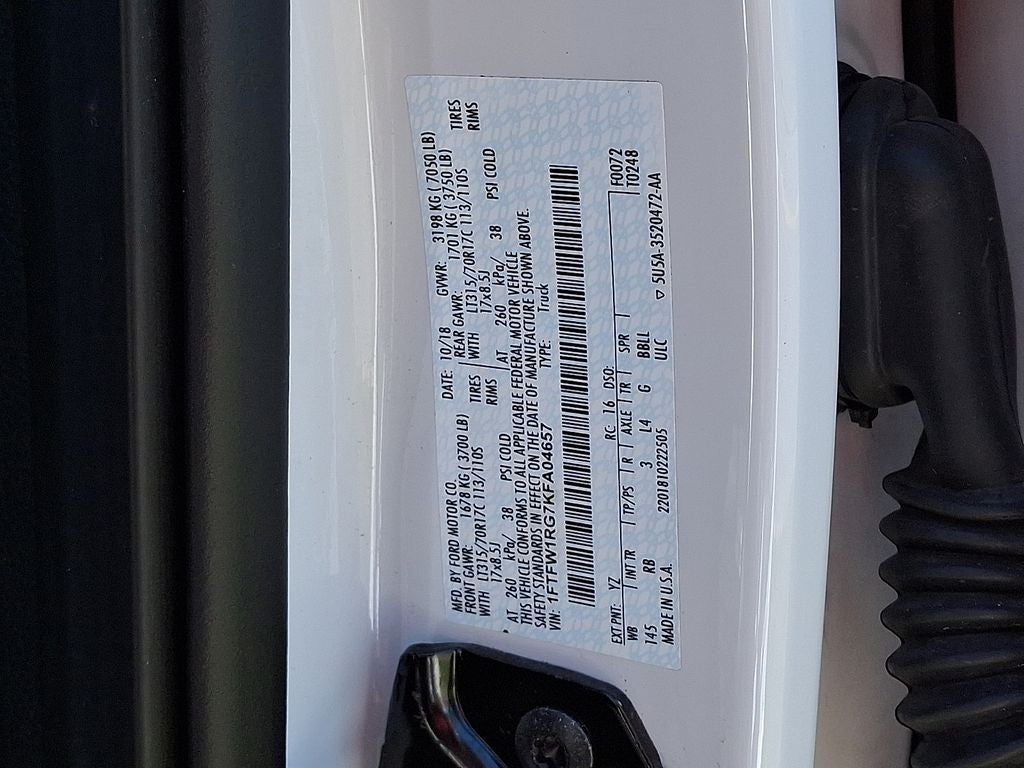 MFD. BY FORD MOTOR CO. DATE: 10/18 GVWR: 3198 KG ( 7050 LB)
FRONT GAWR: 1678 KG ( 3700 LB) REAR GAWR: 1701 KG ( 3750 LB)
WITH LT315/70R17C 113/110S TIRES WITH LT315/70R17C 113/110S TIRES
17x8.5J RIMS 17x8.5J RIMS
AT 260 kPa/ 38 PSI COLD AT 260 kPa/ 38 PSI COLD
THIS VEHICLE CONFORMS TO ALL APPLICABLE FEDERAL MOTOR VEHICLE
SAFETY STANDARDS IN EFFECT ON THE DATE OF MANUFACTURE SHOWN ABOVE.
VIN: 1FTFW1RG7KFA04657 TYPE: Truck
EXT PNT: YZ RC: 16 DSO: F0072
WB INT TR TP/PS R AXLE TR SPR T0248
145 RB 3 L4 G BBLL
MADE IN U.S.A. 2201810222505 ULC ▽ 5U5A-3520472-AA